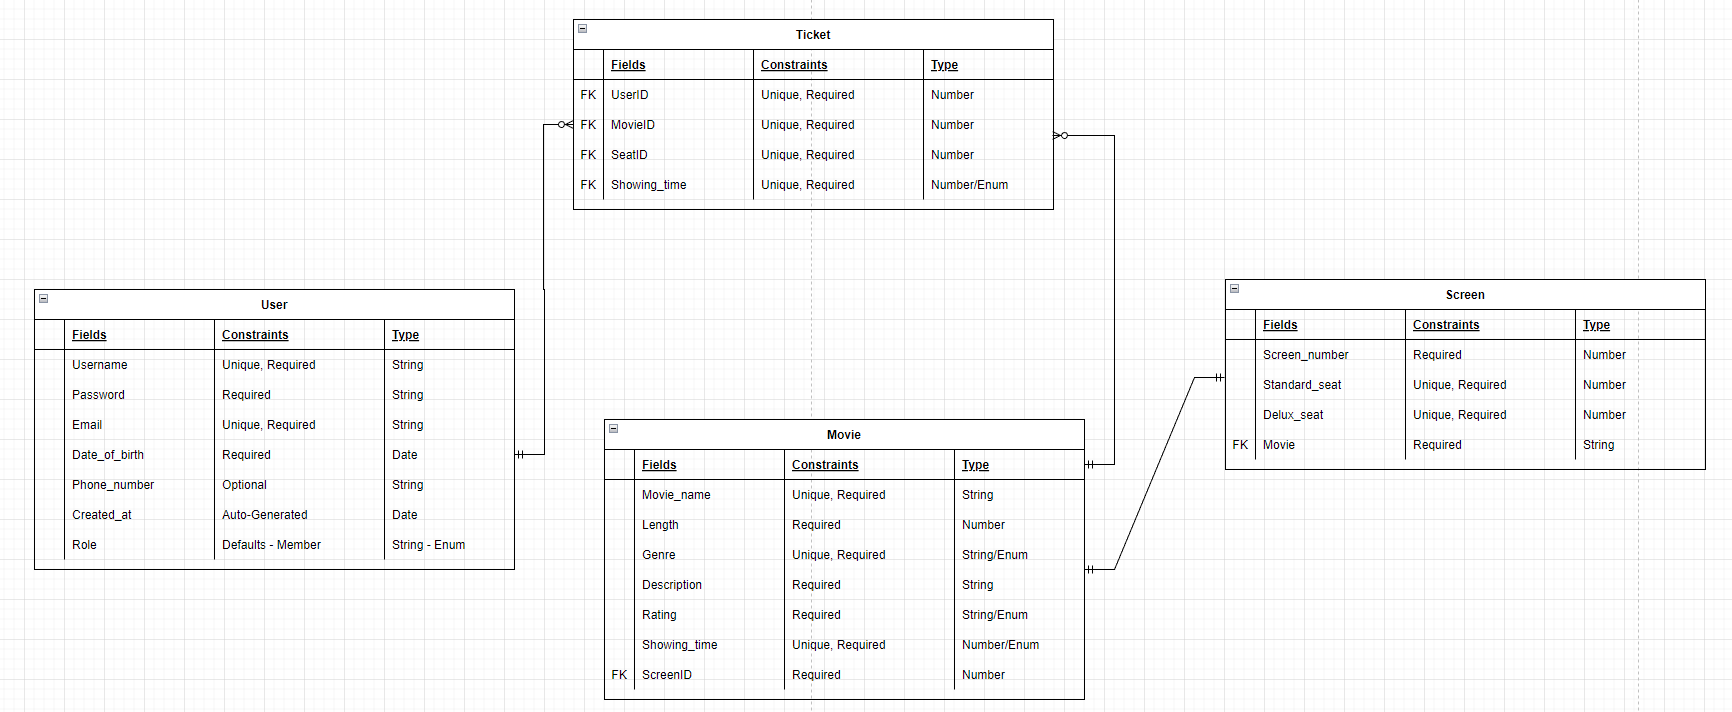 Ticket
Fields Constraints Type
FK UserID Unique, Required Number
FK MovieID Unique, Required Number
FK SeatID Unique, Required Number
FK Showing_time Unique, Required Number/Enum
User
Fields Constraints Type
Username Unique, Required String
Password Required String
Email Unique, Required String
Date_of_birth Required Date
Phone_number Optional String
Created_at Auto-Generated Date
Role Defaults - Member String - Enum
Movie
Fields Constraints Type
Movie_name Unique, Required String
Length Required Number
Genre Unique, Required String/Enum
Description Required String
Rating Required String/Enum
Showing_time Unique, Required Number/Enum
FK ScreenID Required Number
Screen
Fields Constraints Type
Screen_number Required Number
Standard_seat Unique, Required Number
Delux_seat Unique, Required Number
FK Movie Required String